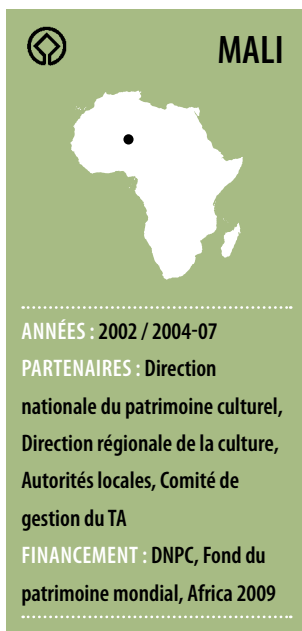 MALI
ANNÉES : 2002 / 2004-07
PARTENAIRES : Direction
nationale du patrimoine culturel,
Direction régionale de la culture,
Autorités locales, Comité de
gestion du TA
FINANCEMENT : DNPC, Fond du
patrimoine mondial, Africa 2009